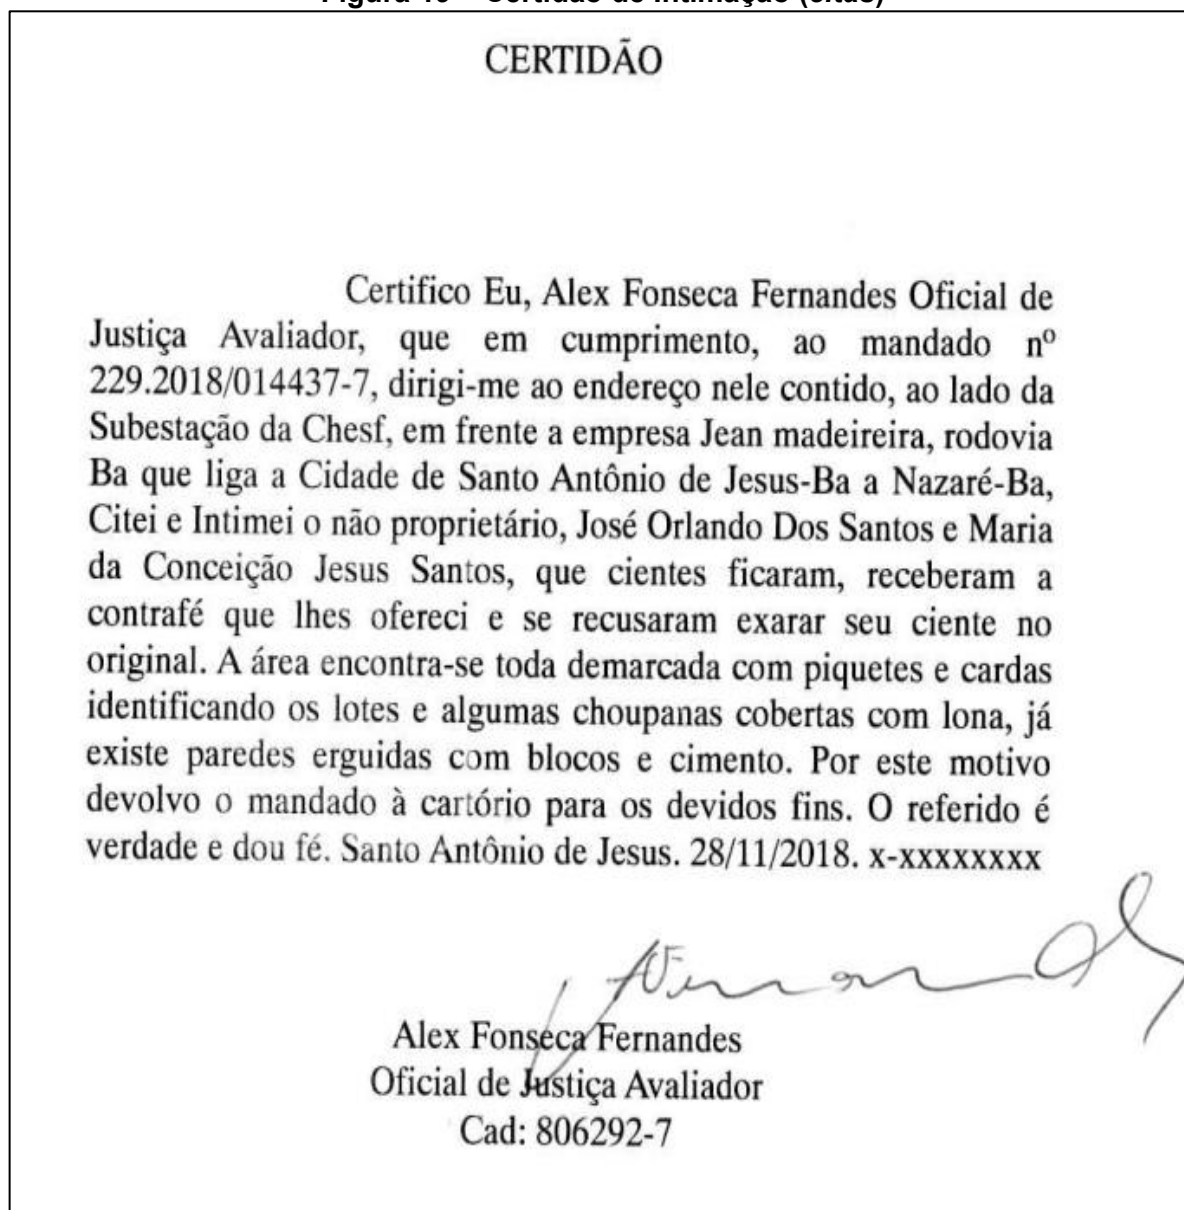 CERTIDÃO
Certifico Eu, Alex Fonseca Fernandes Oficial de
Justiça Avaliador, que em cumprimento, ao mandado nº
229.2018/014437-7, dirigi-me ao endereço nele contido, ao lado da
Subestação da Chesf, em frente a empresa Jean madeireira, rodovia
Ba que liga a Cidade de Santo Antônio de Jesus-Ba a Nazaré-Ba,
Citei e Intimei o não proprietário, José Orlando Dos Santos e Maria
da Conceição Jesus Santos, que cientes ficaram, receberam a
contrafé que lhes ofereci e se recusaram exarar seu ciente no
original. A área encontra-se toda demarcada com piquetes e cardas
identificando os lotes e algumas choupanas cobertas com lona, já
existe paredes erguidas com blocos e cimento. Por este motivo
devolvo o mandado à cartório para os devidos fins. O referido é
verdade e dou fé. Santo Antônio de Jesus. 28/11/2018. x-xxxxxxxx
Alex Fonseca Fernandes
Oficial de Justiça Avaliador
Cad: 806292-7